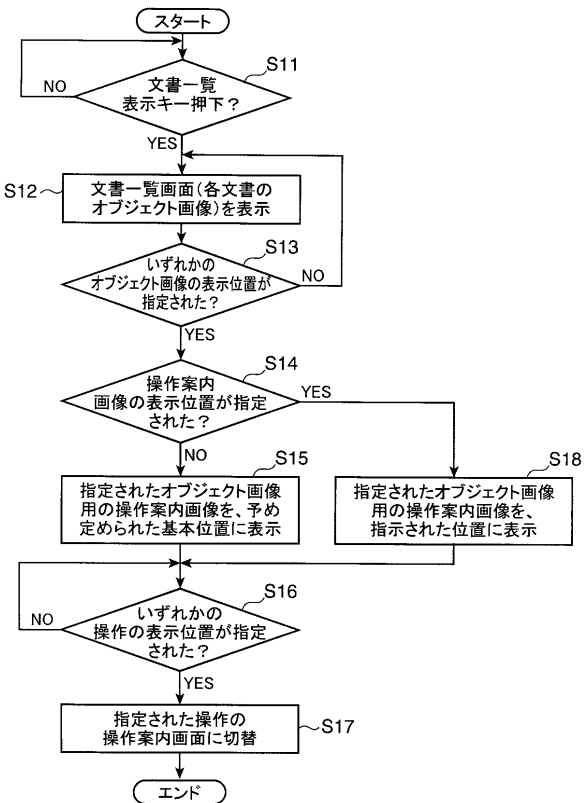 スタート
S11
文書一覧
表示キー押下?
NO
YES
S12
文書一覧画面(各文書の
オブジェクト画像)を表示
S13
いずれかの
オブジェクト画像の表示位置が
指定された?
NO
YES
S14
操作案内
画像の表示位置が指定
された?
YES
NO
S15
指定されたオブジェクト画像
用の操作案内画像を、予め
定められた基本位置に表示
S18
指定されたオブジェクト画像
用の操作案内画像を、
指示された位置に表示
S16
いずれかの
操作の表示位置が指定
された?
NO
YES
指定された操作の
操作案内画面に切替
S17
エンド